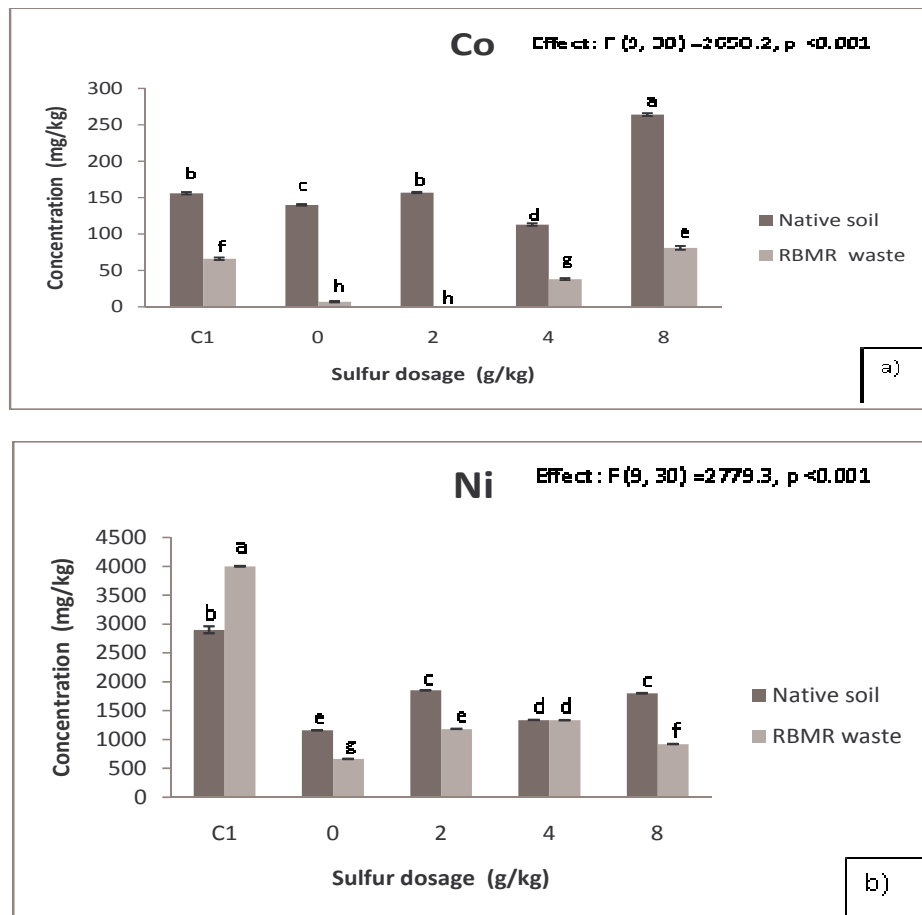 Co
Effect: F (9, 30) =2650.2, p <0.001
Concentration (mg/kg)
300
250
200
150
100
50
0
b
f
c
h
b
h
d
g
a
e
C1 0 2 4 8
Sulfur dosage (g/kg)
Native soil
RBMR waste
a)
Ni
Effect: F (9, 30) =2779.3, p <0.001
Concentration (mg/kg)
4500
4000
3500
3000
2500
2000
1500
1000
500
0
b
a
e
g
c
e
d
d
c
f
C1 0 2 4 8
Sulfur dosage (g/kg)
Native soil
RBMR waste
b)